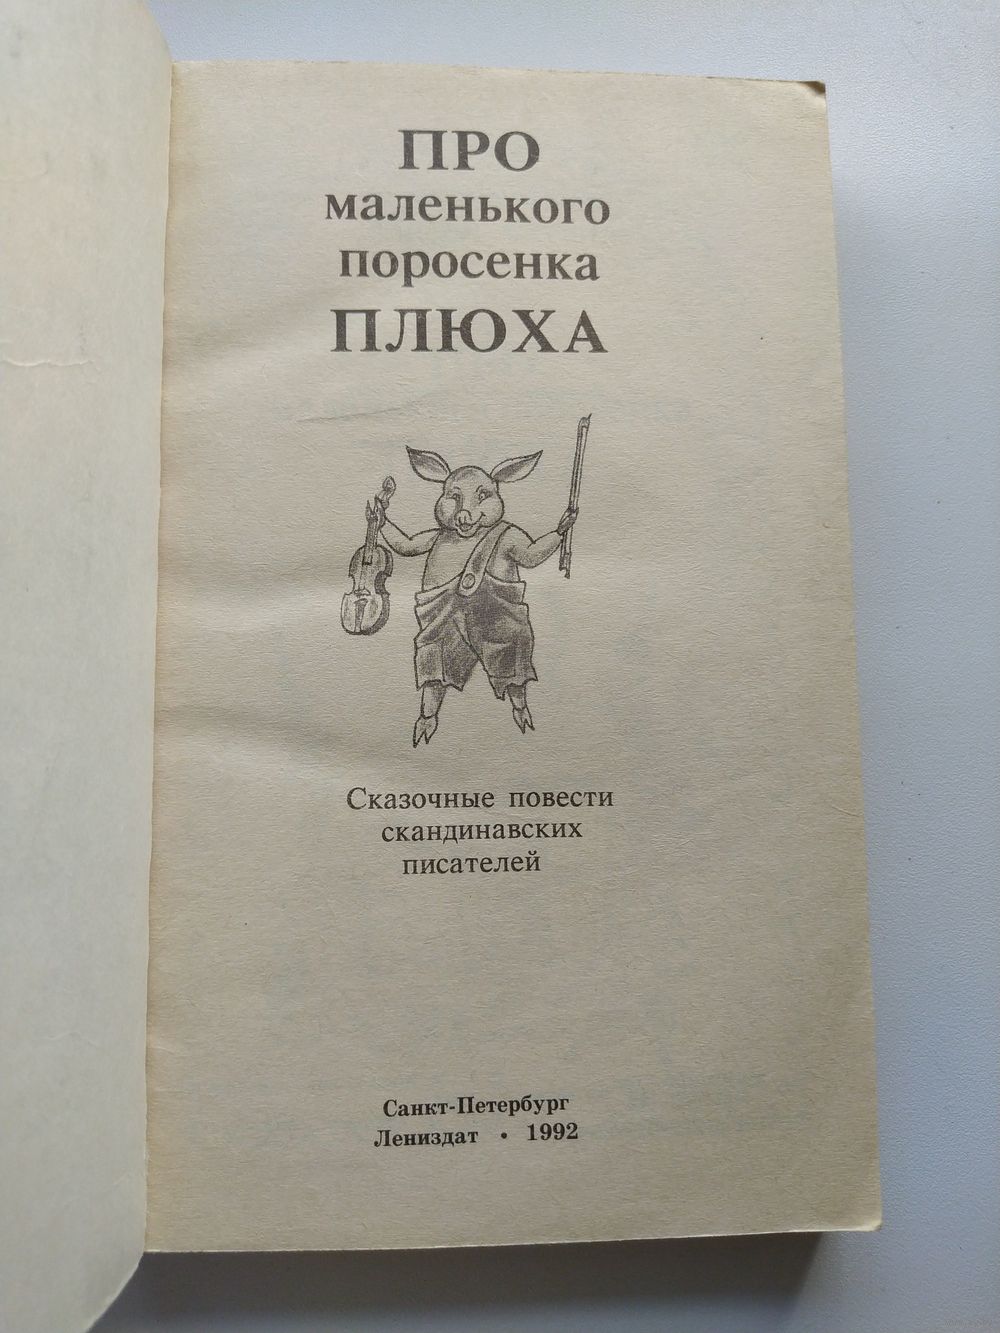 ПРО
маленького
поросенка
ПЛЮХА
Сказочные повести
скандинавских
писателей
Санкт-Петербург
Лениздат • 1992